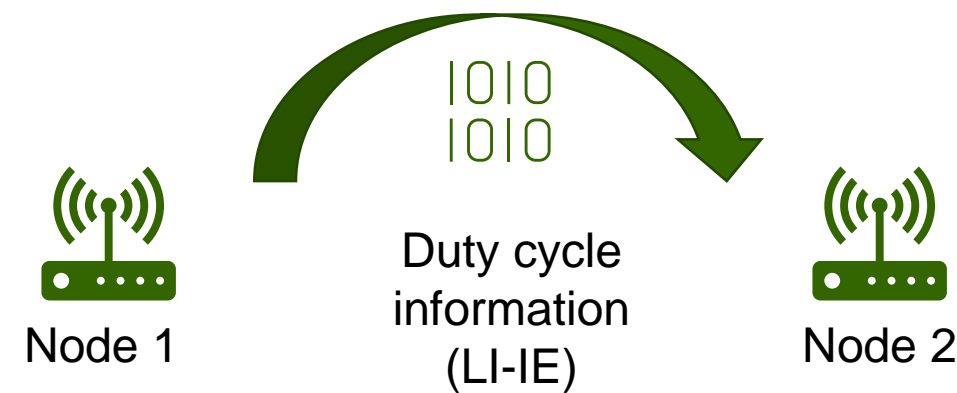 1010
1010
Duty cycle
information
(LI-IE)
Node 1
Node 2